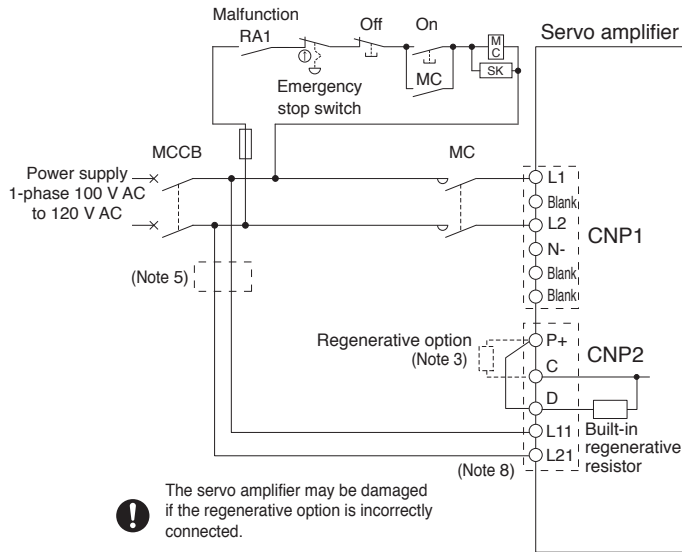 Malfunction
RA1
Off
On
M
C
SK
MC
Emergency
stop switch
Servo amplifier
MCCB
MC
Power supply
1-phase 100 V AC
to 120 V AC
L1
Blank
L2
N-
Blank
Blank
CNP1
(Note 5)
Regenerative option
(Note 3)
P+
C
D
L11
L21
CNP2
Built-in
regenerative
resistor
(Note 8)
The servo amplifier may be damaged
if the regenerative option is incorrectly
connected.